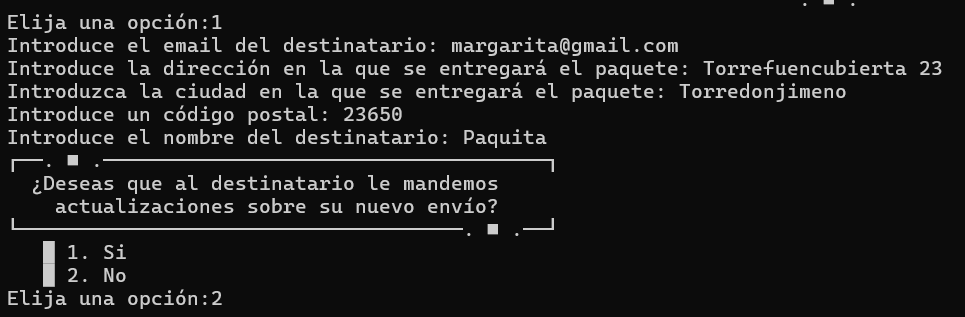 Elija una opción:1
Introduce el email del destinatario: margarita@gmail.com
Introduce la dirección en la que se entregará el paquete: Torrefuencubierta 23
Introduzca la ciudad en la que se entregará el paquete: Torredonjimeno
Introduce un código postal: 23650
Introduce el nombre del destinatario: Paquita
¿Deseas que al destinatario le mandemos
actualizaciones sobre su nuevo envío?
1. Si
2. No
Elija una opción:2